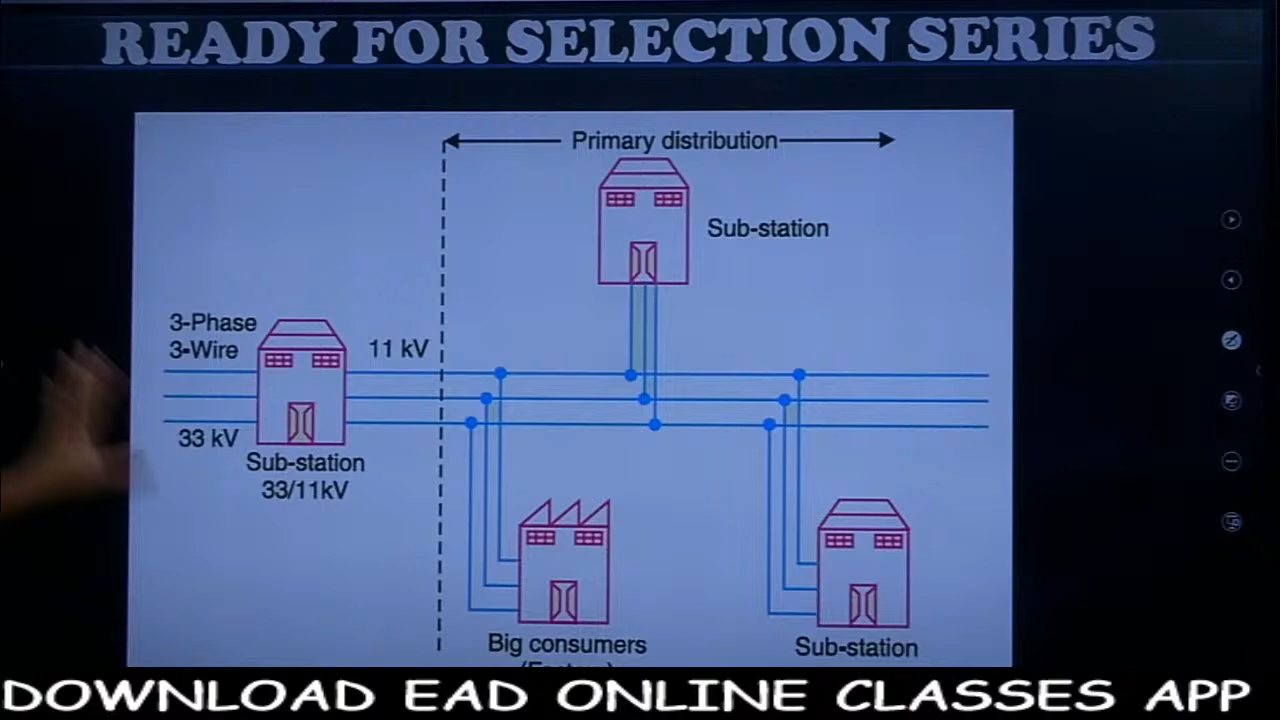 READY FOR SELECTION SERIES
Primary distribution
Sub-station
3-Phase
3-Wire
11 kV
33 kV
Sub-station
33/11kV
Big consumers
Sub-station
DOWNLOAD EAD ONLINE CLASSES APP